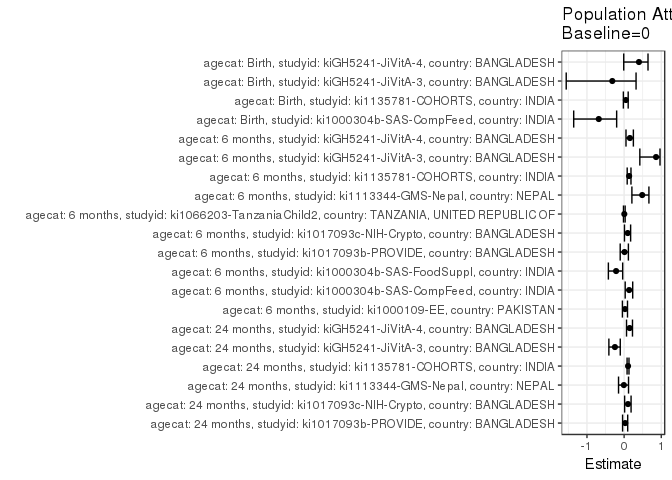 Population Att
Baseline=0
agecat: Birth, studyid: kiGH5241-JiVitA-4, country: BANGLADESH
agecat: Birth, studyid: kiGH5241-JiVitA-3, country: BANGLADESH
agecat: Birth, studyid: ki1135781-COHORTS, country: INDIA
agecat: Birth, studyid: ki1000304b-SAS-CompFeed, country: INDIA
agecat: 6 months, studyid: kiGH5241-JiVitA-4, country: BANGLADESH
agecat: 6 months, studyid: kiGH5241-JiVitA-3, country: BANGLADESH
agecat: 6 months, studyid: ki1135781-COHORTS, country: INDIA
agecat: 6 months, studyid: ki1113344-GMS-Nepal, country: NEPAL
agecat: 6 months, studyid: ki1066203-TanzaniaChild2, country: TANZANIA, UNITED REPUBLIC OF
agecat: 6 months, studyid: ki1017093c-NIH-Crypto, country: BANGLADESH
agecat: 6 months, studyid: ki1017093b-PROVIDE, country: BANGLADESH
agecat: 6 months, studyid: ki1000304b-SAS-FoodSuppl, country: INDIA
agecat: 6 months, studyid: ki1000304b-SAS-CompFeed, country: INDIA
agecat: 6 months, studyid: ki1000109-EE, country: PAKISTAN
agecat: 24 months, studyid: kiGH5241-JiVitA-4, country: BANGLADESH
agecat: 24 months, studyid: kiGH5241-JiVitA-3, country: BANGLADESH
agecat: 24 months, studyid: ki1135781-COHORTS, country: INDIA
agecat: 24 months, studyid: ki1113344-GMS-Nepal, country: NEPAL
agecat: 24 months, studyid: ki1017093c-NIH-Crypto, country: BANGLADESH
agecat: 24 months, studyid: ki1017093b-PROVIDE, country: BANGLADESH
-1 0 1
Estimate